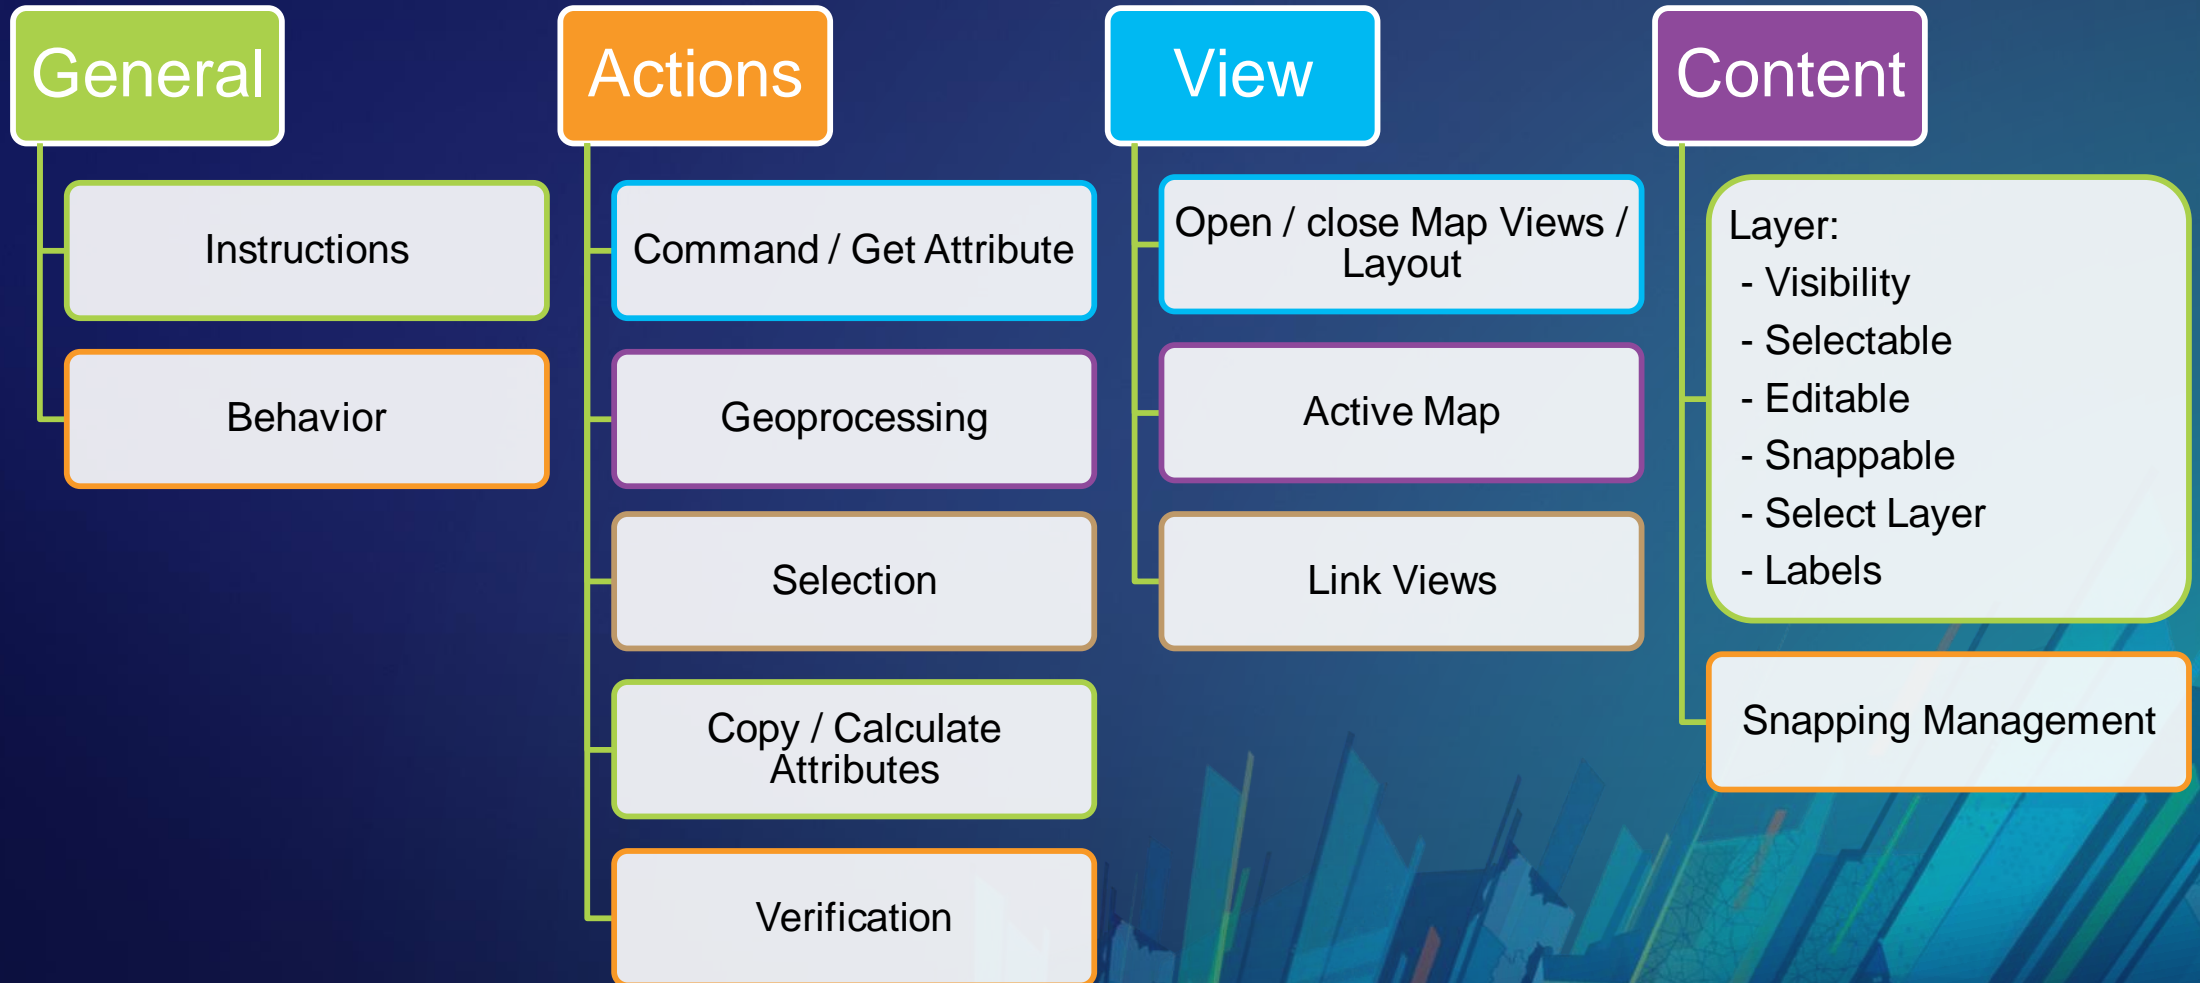 General
Instructions
Behavior
Actions
Command / Get Attribute
Geoprocessing
Selection
Copy / Calculate
Attributes
Verification
View
Open / close Map Views /
Layout
Active Map
Link Views
Content
Layer:
- Visibility
- Selectable
- Editable
- Snappable
- Select Layer
- Labels
Snapping Management